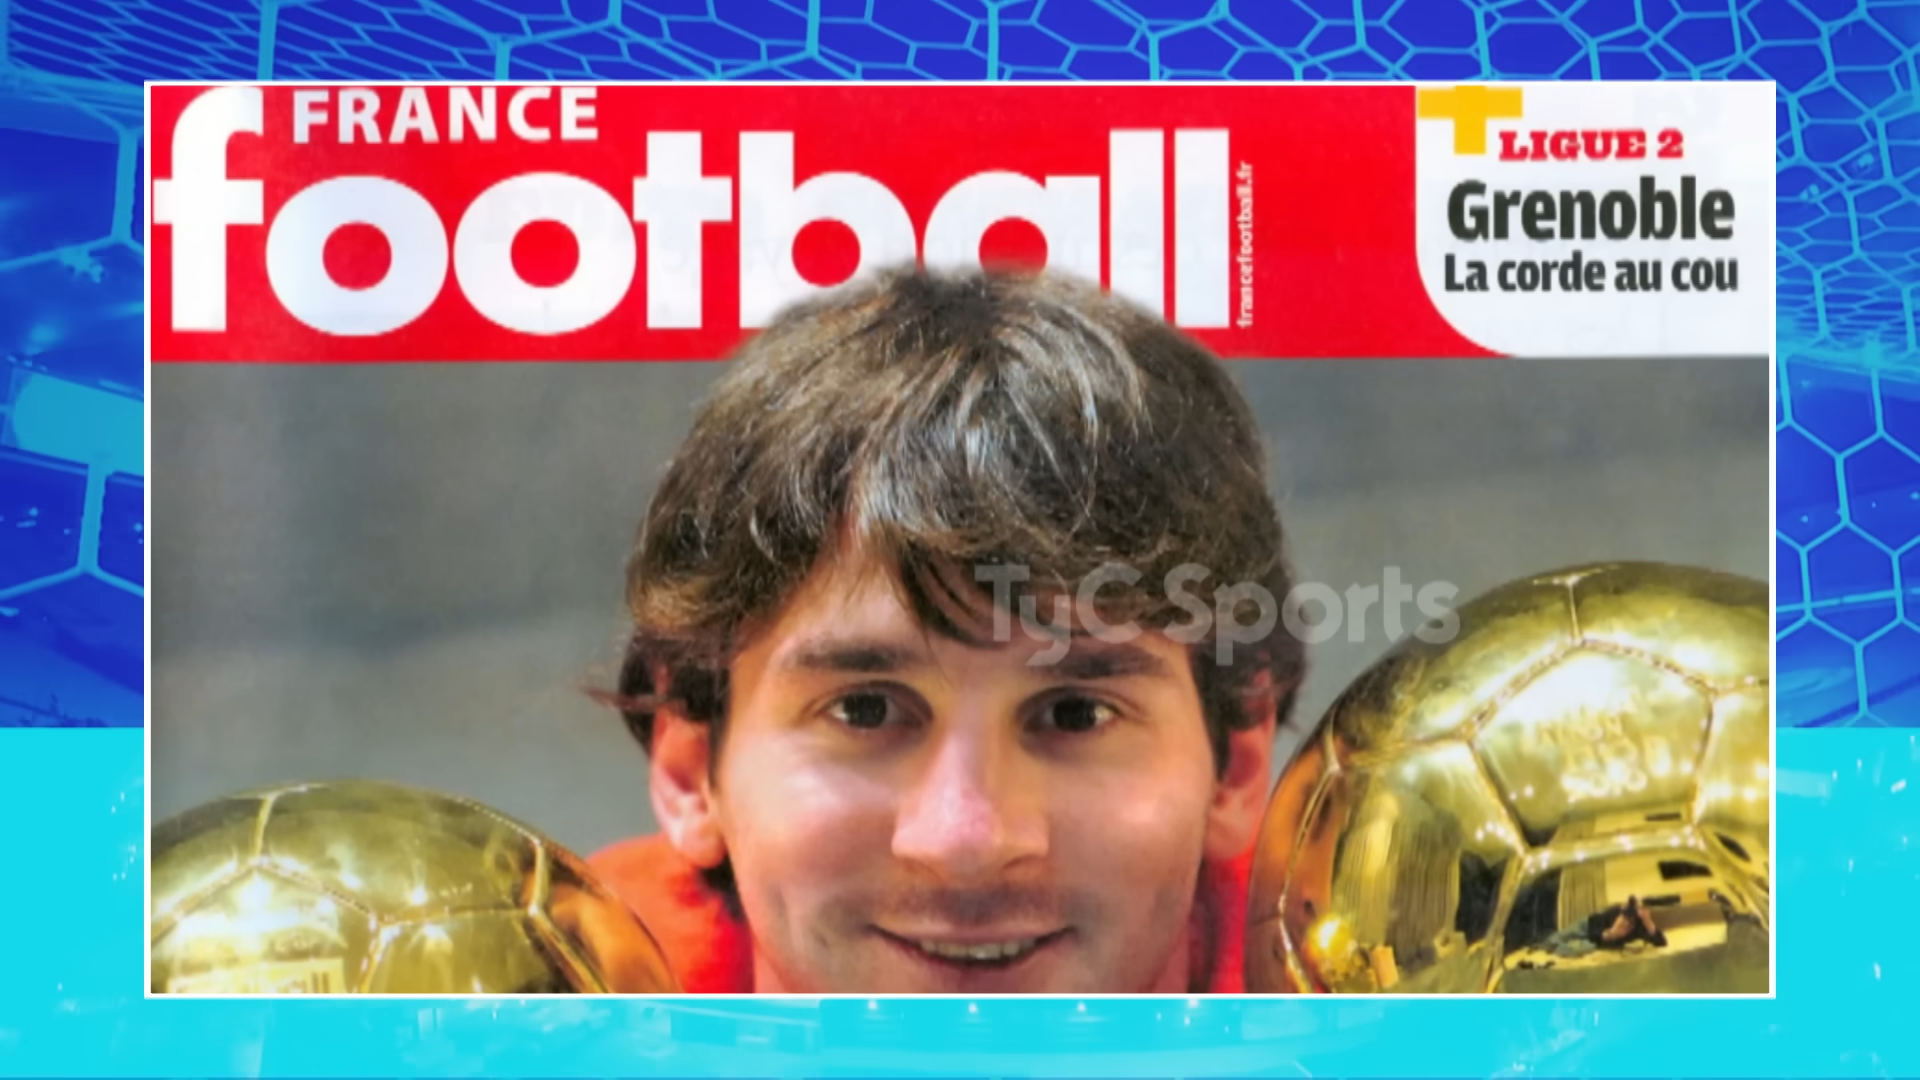 FRANCE
football
francefootball.fr
LIGUE 2
Grenoble
La corde au cou
TyC Sports